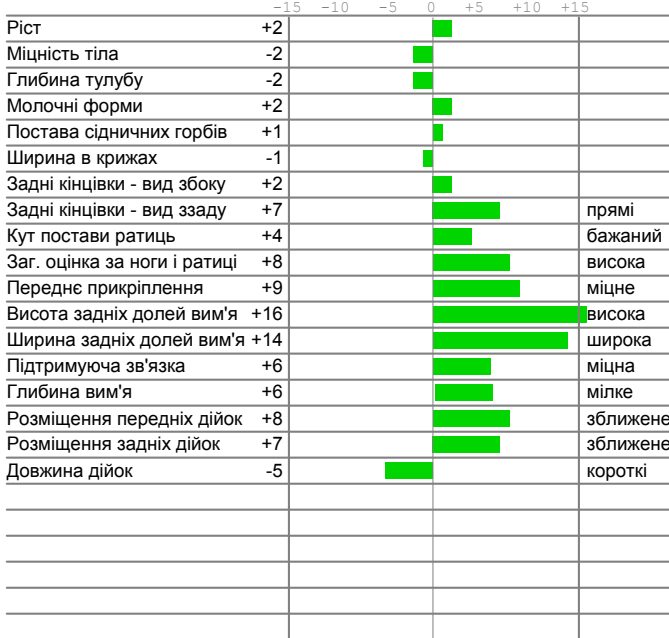 -15 -10 -5 0 +5 +10 +15
Ріст +2
Міцність тіла -2
Глибина тулубу -2
Молочні форми +2
Постава сідничних горбів +1
Ширина в крижах -1
Задні кінцівки - вид збоку +2
Задні кінцівки - вид ззаду +7 прямі
Кут постави ратиць +4 бажаний
Заг. оцінка за ноги і ратиці +8 висока
Переднє прикріплення +9 міцне
Висота задніх долей вим'я +16 висока
Ширина задніх долей вим'я +14 широка
Підтримуюча зв'язка +6 міцна
Глибина вим'я +6 мілке
Розміщення передніх дійок +8 зближене
Розміщення задніх дійок +7 зближене
Довжина дійок -5 короткі